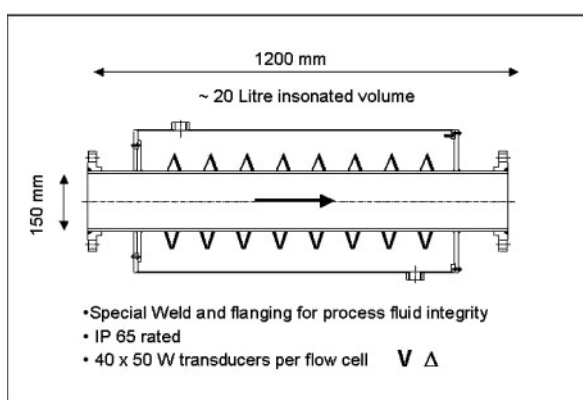 1200 mm
~ 20 Litre insonated volume
150 mm
•Special Weld and flanging for process fluid integrity
• IP 65 rated
• 40 x 50 W transducers per flow cell V Δ